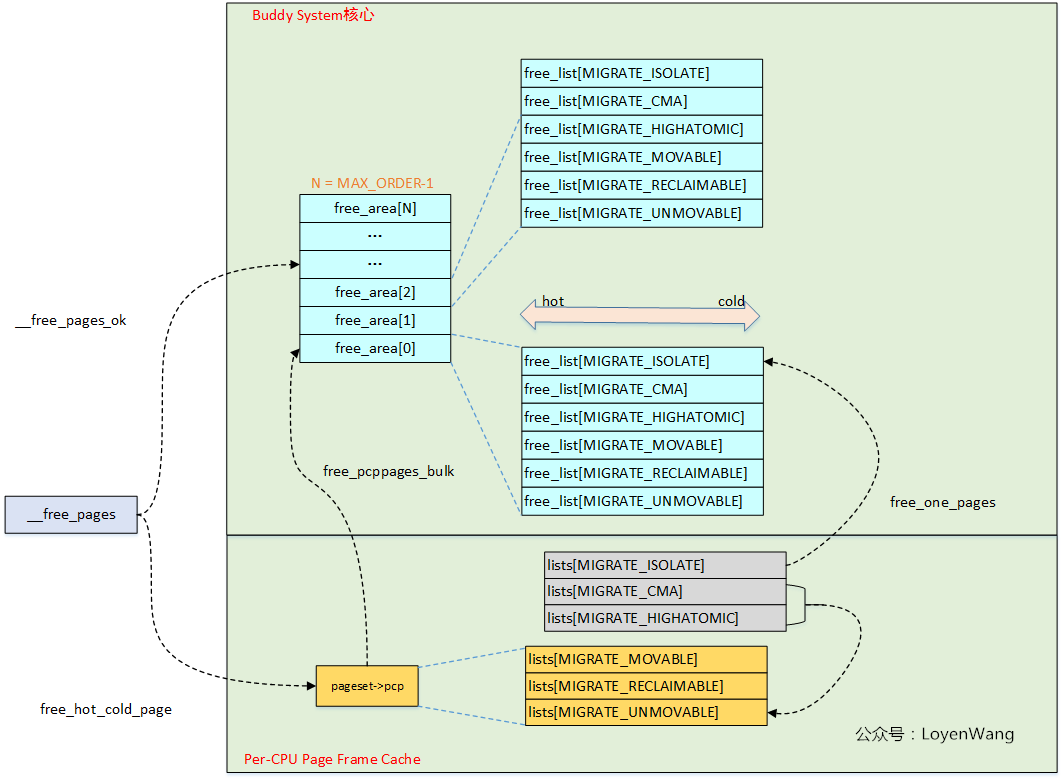 Buddy System核心
free_list[MIGRATE_ISOLATE]
free_list[MIGRATE_CMA]
free_list[MIGRATE_HIGHATOMIC]
free_list[MIGRATE_MOVABLE]
free_list[MIGRATE_RECLAIMABLE]
free_list[MIGRATE_UNMOVABLE]
N = MAX_ORDER-1
free_area[N]
...
...
free_area[2]
free_area[1]
free_area[0]
hot
cold
__free_pages_ok
free_list[MIGRATE_ISOLATE]
free_list[MIGRATE_CMA]
free_list[MIGRATE_HIGHATOMIC]
free_list[MIGRATE_MOVABLE]
free_list[MIGRATE_RECLAIMABLE]
free_list[MIGRATE_UNMOVABLE]
free_pcppages_bulk
free_one_pages
__free_pages
lists[MIGRATE_ISOLATE]
lists[MIGRATE_CMA]
lists[MIGRATE_HIGHATOMIC]
lists[MIGRATE_MOVABLE]
lists[MIGRATE_RECLAIMABLE]
lists[MIGRATE_UNMOVABLE]
pageset->pcp
free_hot_cold_page
公众号：LoyenWang
Per-CPU Page Frame Cache